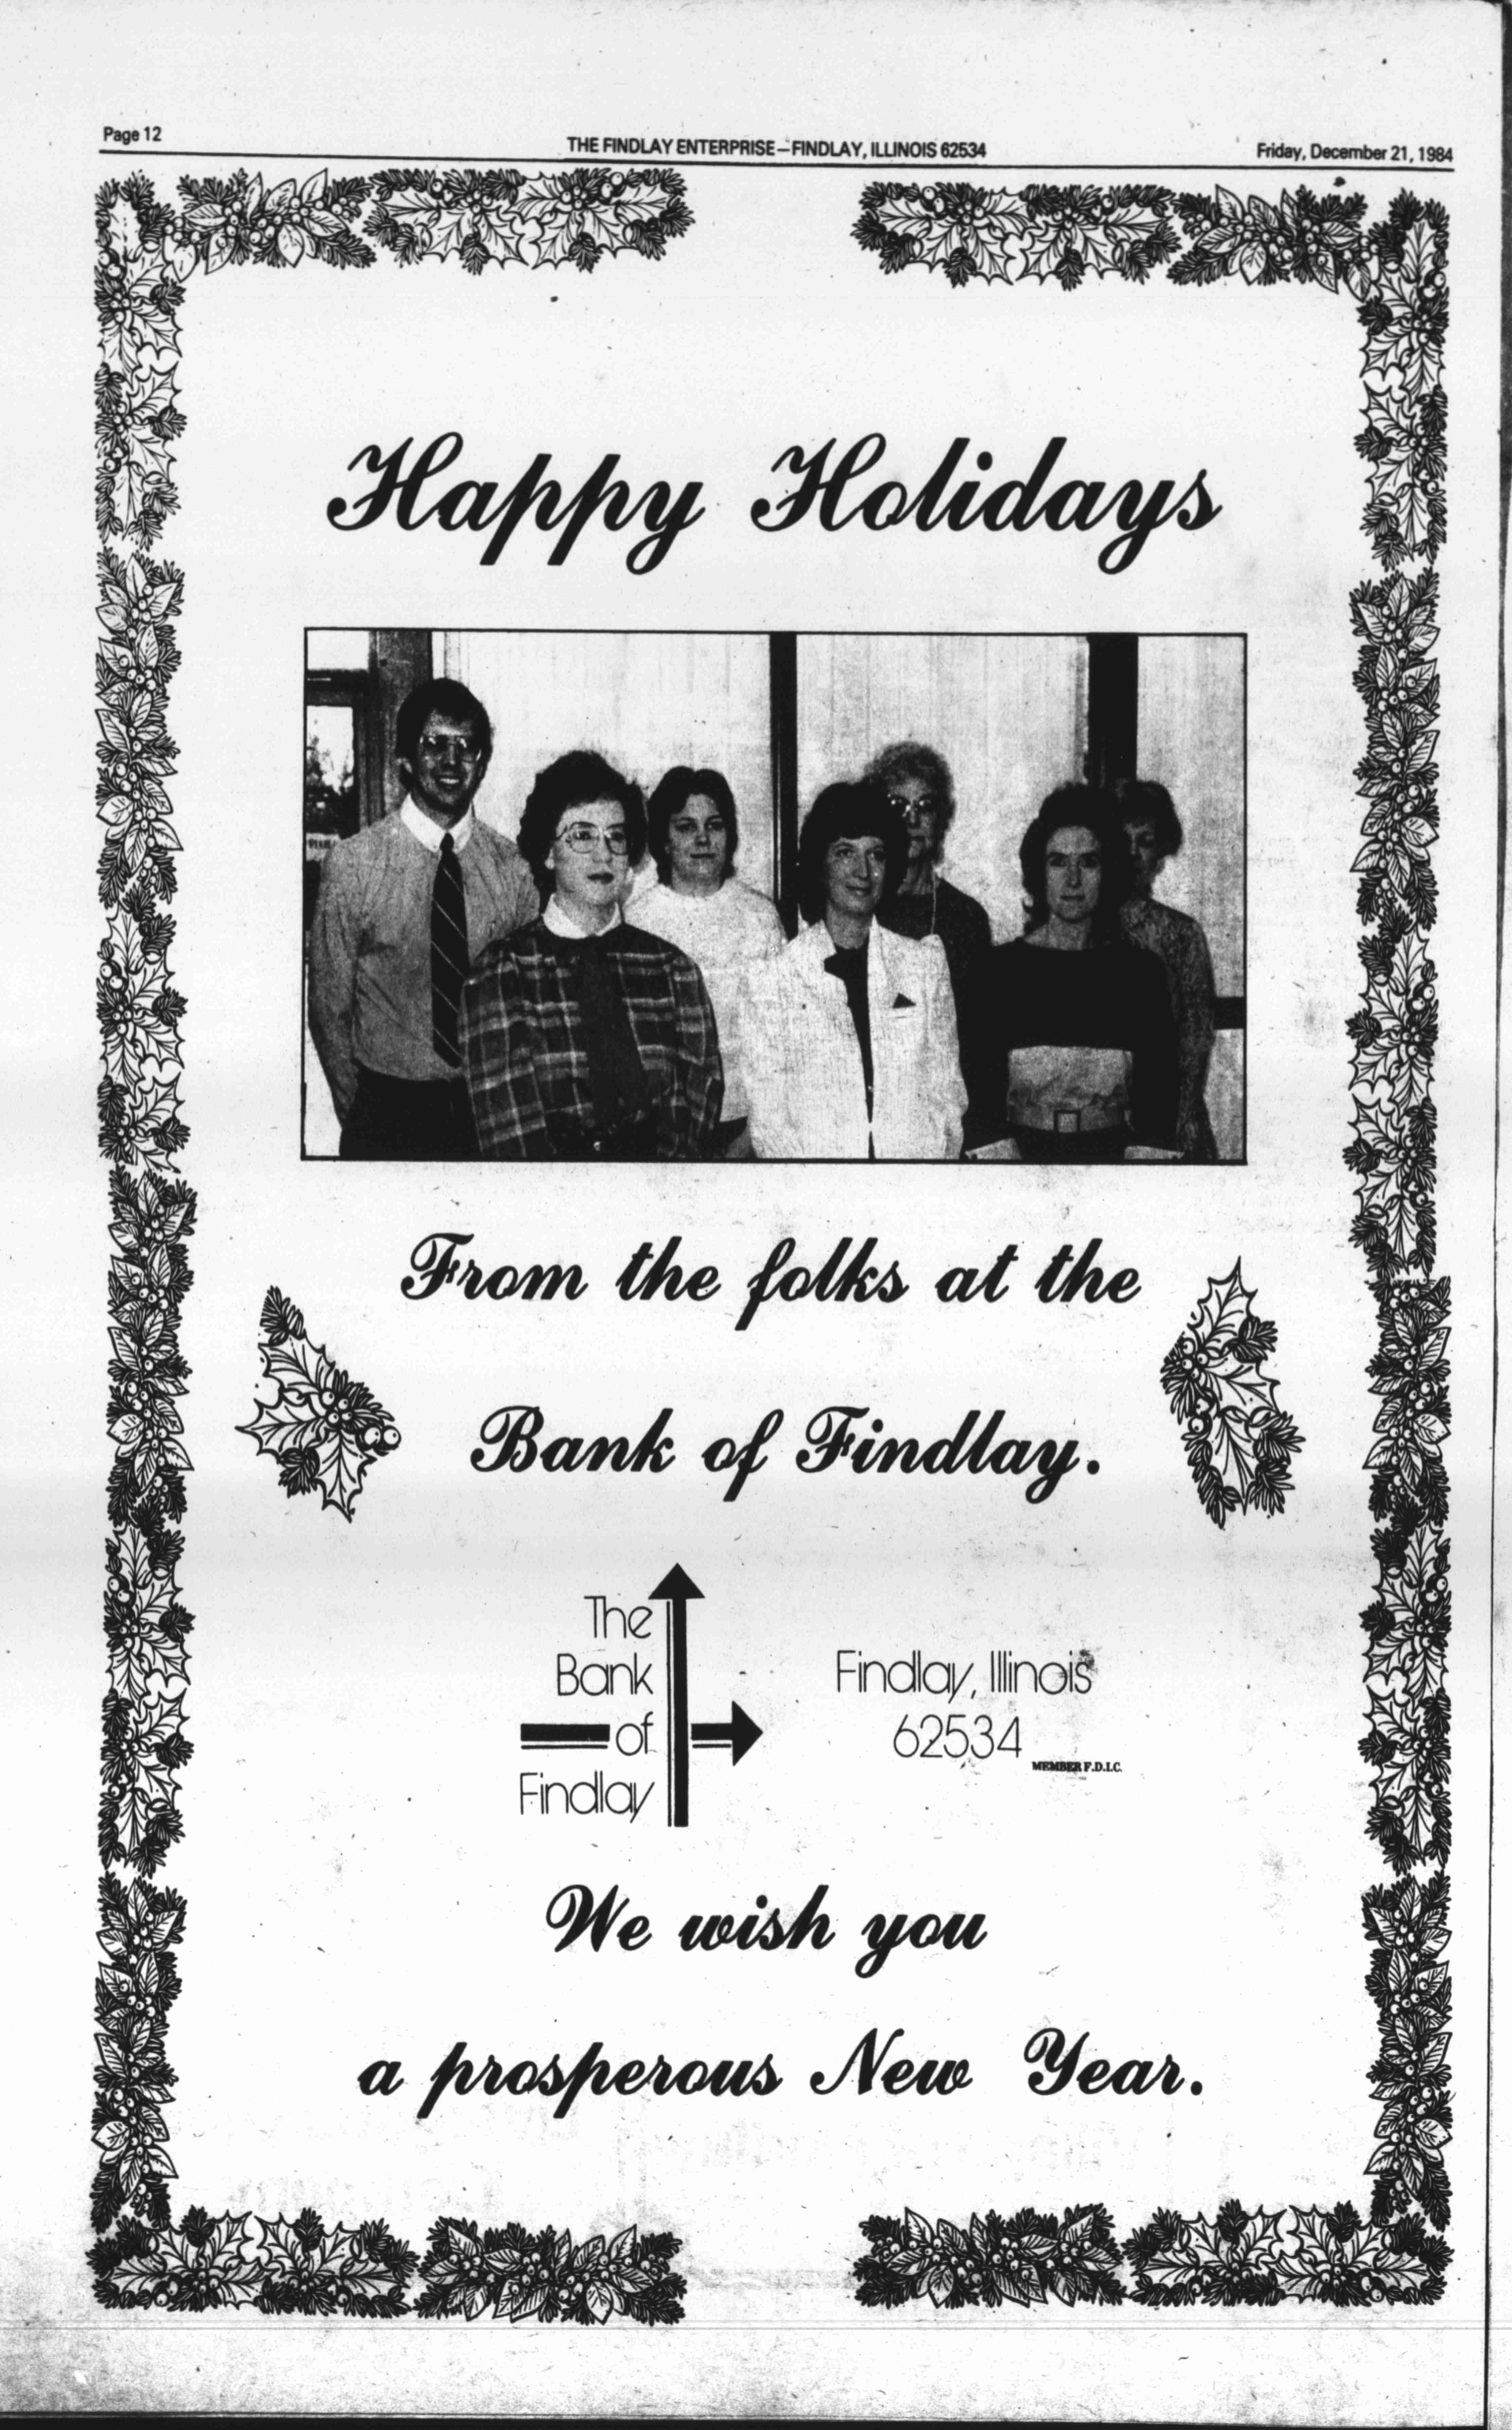 Page 12
THE FINDLAY ENTERPRISE—FINDLAY, ILLINOIS 62534
Friday, December 21, 1984
Happy Holidays
From the folks at the
Bank of Findlay.
The
Bank
of
Findlay
Findlay, Illinois
62534
MEMBER F.D.I.C.
We wish you
a prosperous New Year.